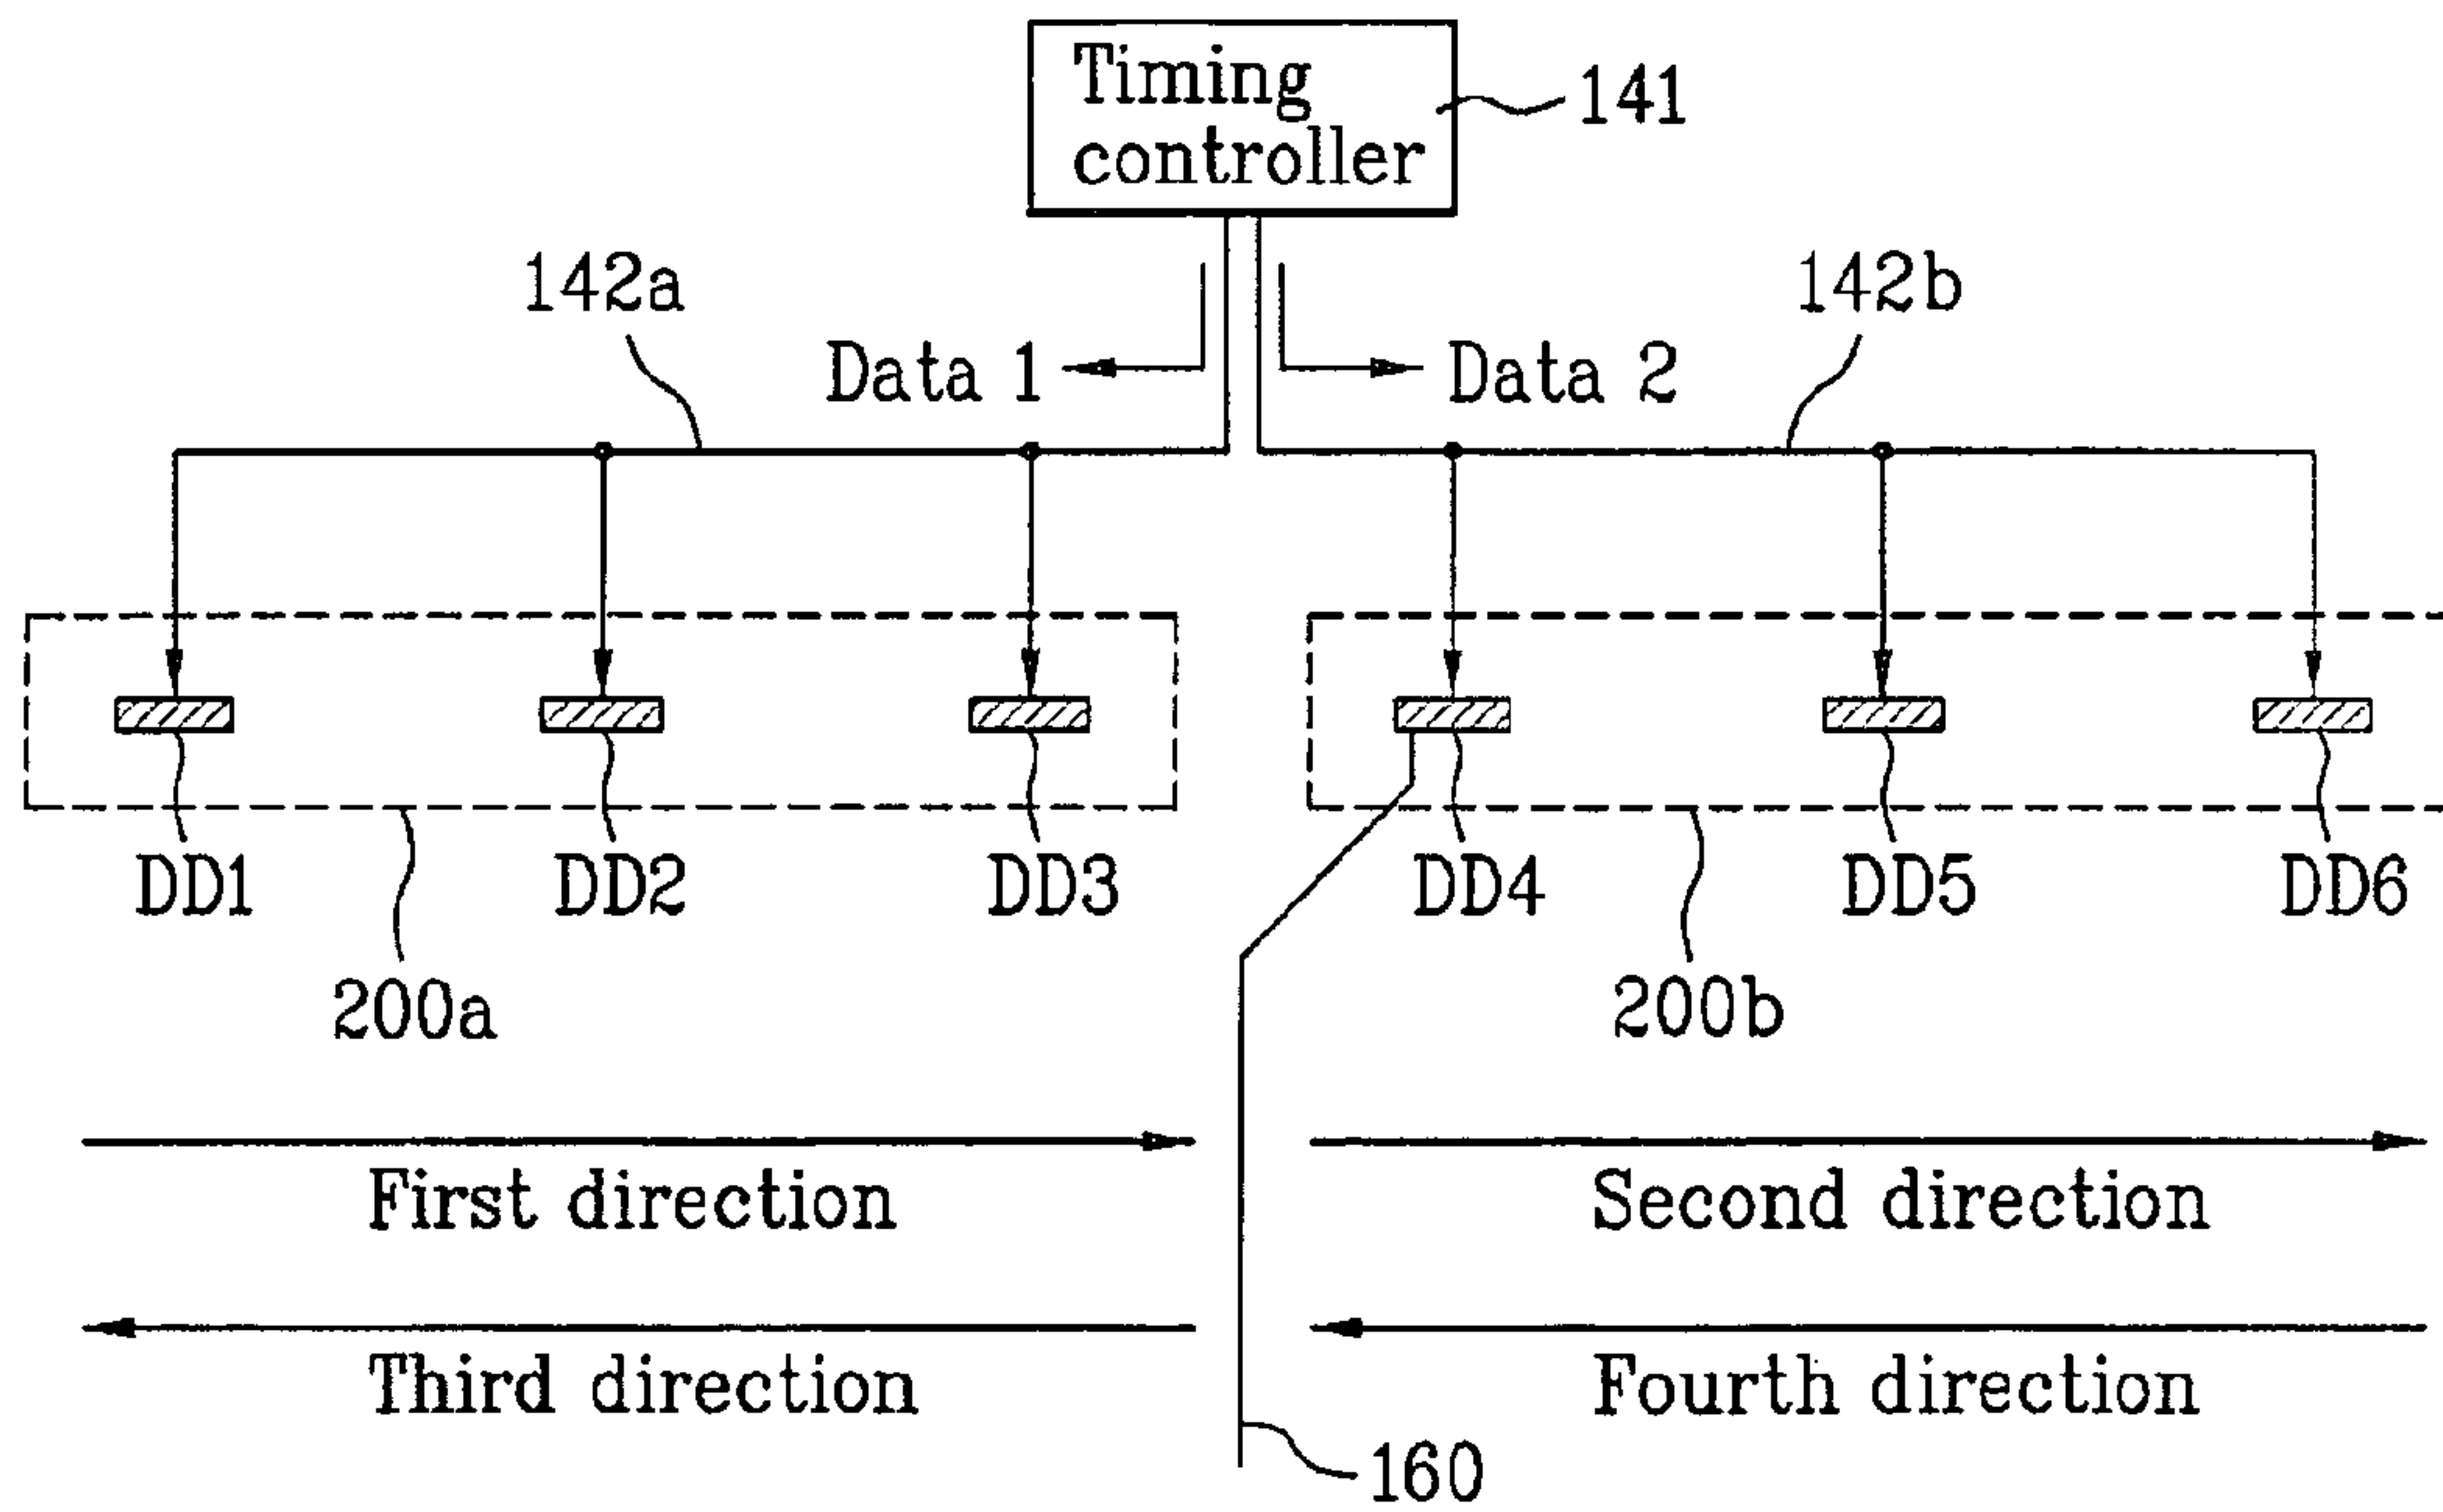 Timing
controller
141
142a
142b
Data 1
Data 2
DD1
DD2
DD3
DD4
DD5
DD6
200a
200b
First direction
Second direction
Third direction
Fourth direction
160